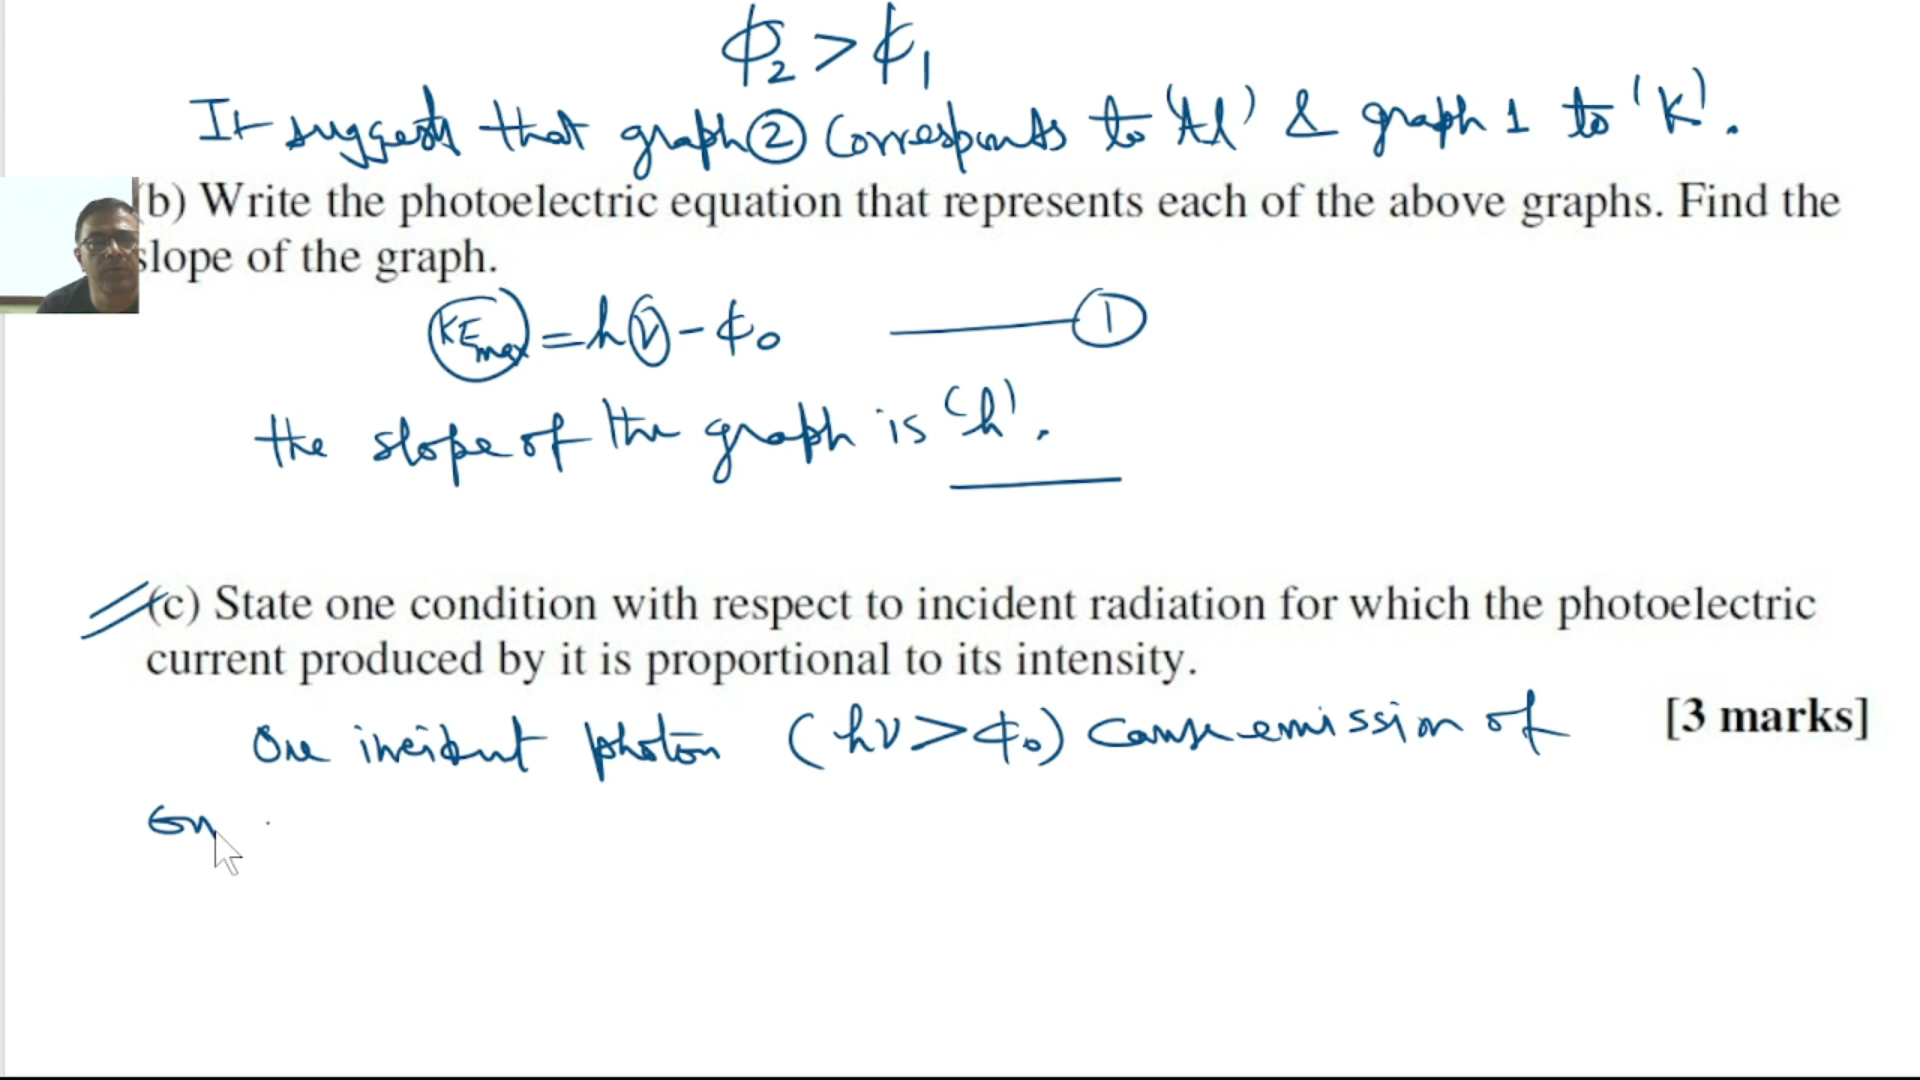 ϕ₂ > ϕ₁
It suggests that graph ② corresponds to 'Al' & graph 1 to 'K'.
(b) Write the photoelectric equation that represents each of the above graphs. Find the
slope of the graph.
KEmax = hν - ϕ₀ ——— ①
the slope of the graph is 'h'.
(c) State one condition with respect to incident radiation for which the photoelectric
current produced by it is proportional to its intensity.
[3 marks]
One incident photon (hν > ϕ₀) cause emission of
on